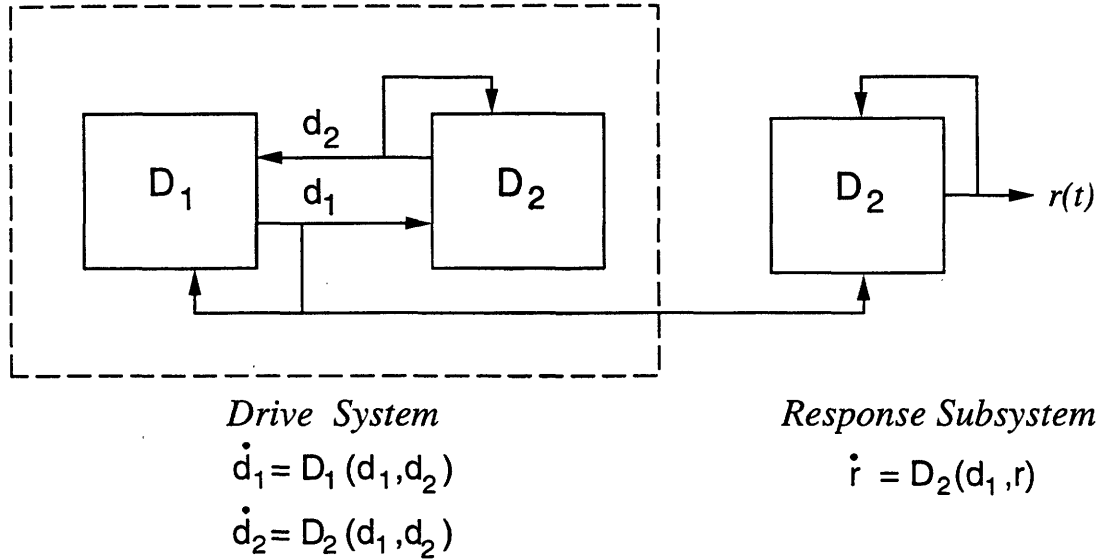 d₂
D₁
d₁
D₂
D₂
r(t)
Drive System
ḋ₁ = D₁ (d₁,d₂)
ḋ₂ = D₂ (d₁,d₂)
Response Subsystem
ṙ = D₂(d₁,r)